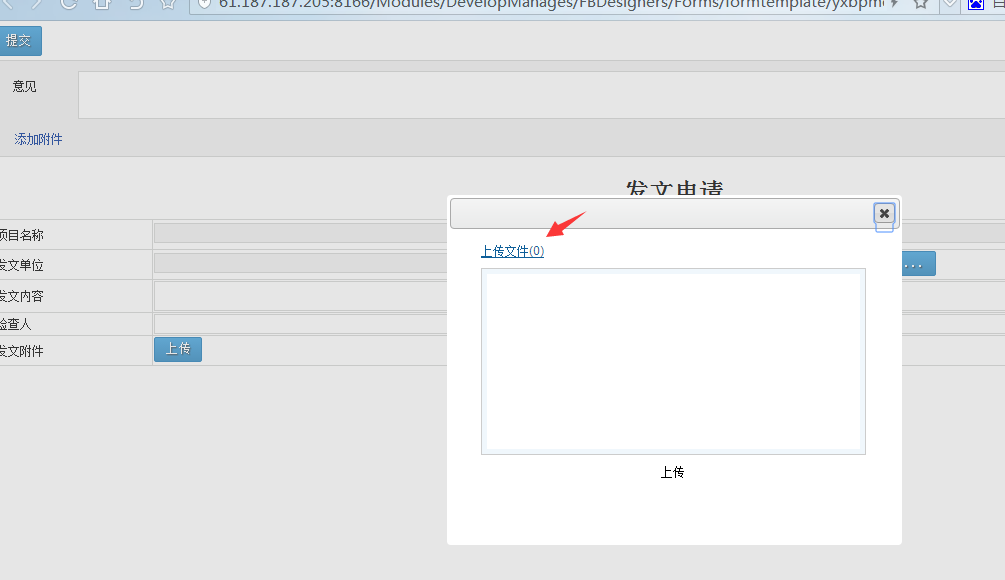 61.187.187.205:8166/Modules/DevelopManages/FBDesigners/Forms/formtemplate/yxbpm
提交
意见
添加附件
发文申请
项目名称
上传文件(0)
发文单位
...
发文内容
检查人
发文附件
上传
上传